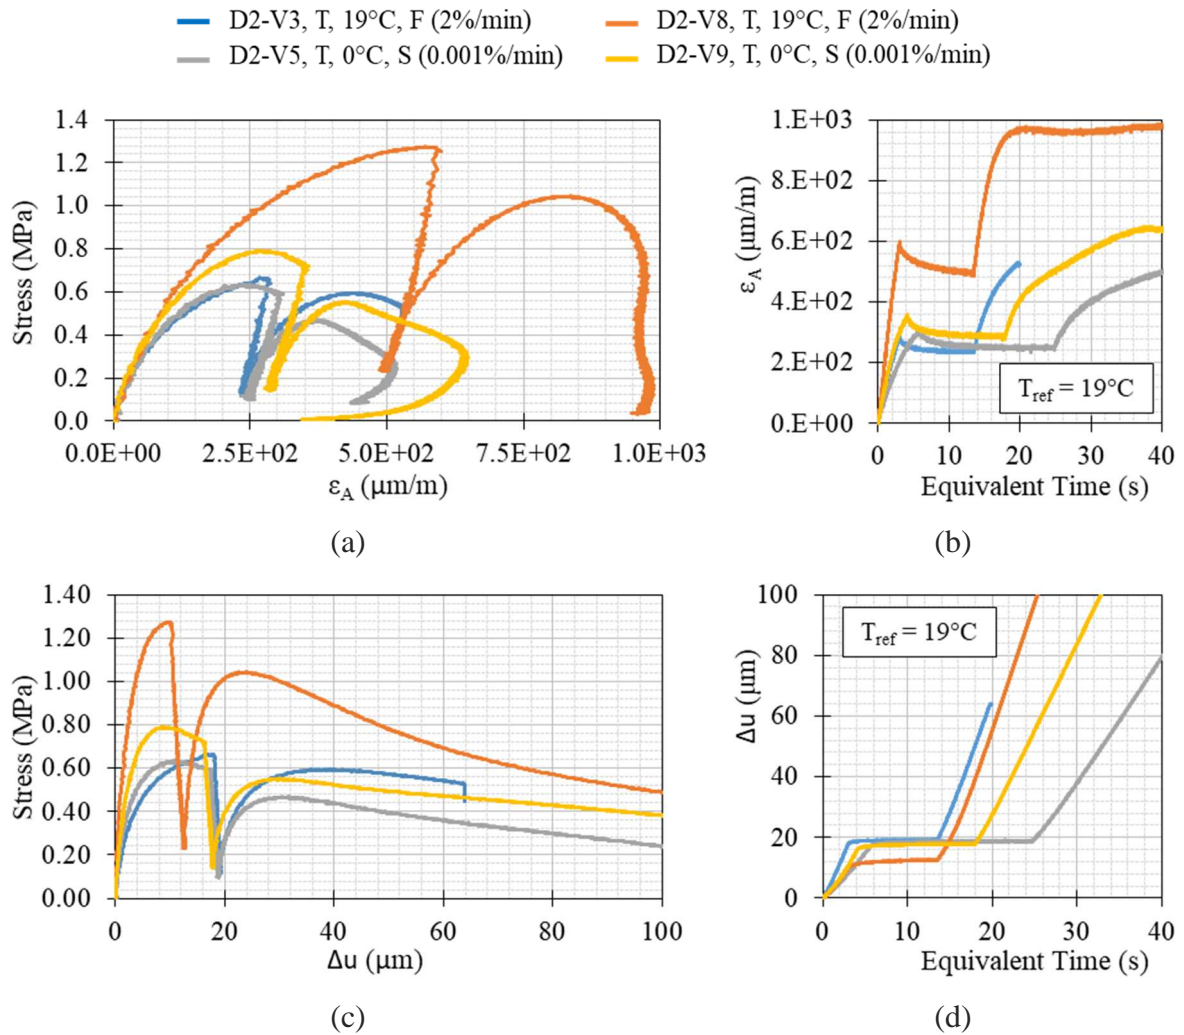 D2-V3, T, 19°C, F (2%/min)
D2-V8, T, 19°C, F (2%/min)
D2-V5, T, 0°C, S (0.001%/min)
D2-V9, T, 0°C, S (0.001%/min)
Stress (MPa)
1.4
1.2
1.0
0.8
0.6
0.4
0.2
0.0
0.0E+00 2.5E+02 5.0E+02 7.5E+02 1.0E+03
ε_A (μm/m)
(a)
ε_A (μm/m)
1.E+03
8.E+02
6.E+02
4.E+02
2.E+02
0.E+00
T_ref = 19°C
0 10 20 30 40
Equivalent Time (s)
(b)
Stress (MPa)
1.40
1.20
1.00
0.80
0.60
0.40
0.20
0.00
0 20 40 60 80 100
Δu (μm)
(c)
Δu (μm)
100
80
60
40
20
0
T_ref = 19°C
0 10 20 30 40
Equivalent Time (s)
(d)